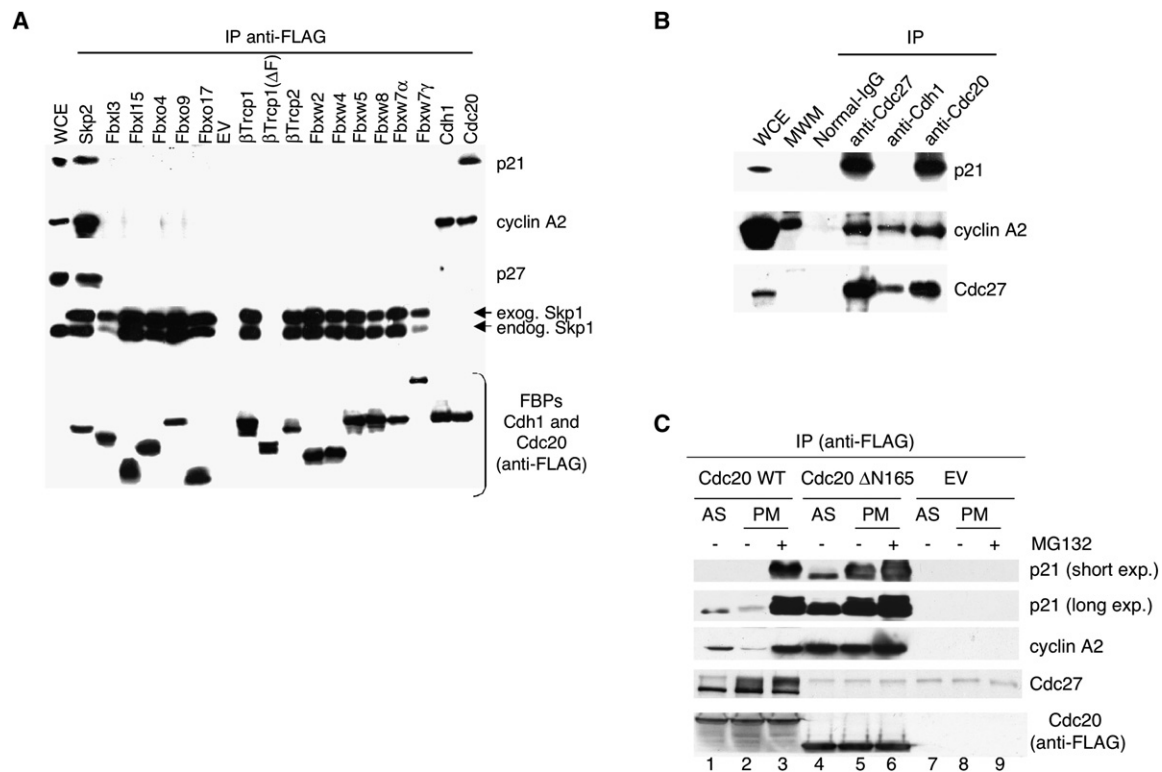 A
IP anti-FLAG
WCE
Skp2
Fbxl3
Fbxl15
Fbxo4
Fbxo9
Fbxo17
EV
βTrcp1
βTrcp1(ΔF)
βTrcp2
Fbxw2
Fbxw4
Fbxw5
Fbxw8
Fbxw7α
Fbxw7γ
Cdh1
Cdc20
p21
cyclin A2
p27
exog. Skp1
endog. Skp1
FBPs
Cdh1 and
Cdc20
(anti-FLAG)
B
IP
WCE
MWM
Normal-IgG
anti-Cdc27
anti-Cdh1
anti-Cdc20
p21
cyclin A2
Cdc27
C
IP (anti-FLAG)
Cdc20 WT Cdc20 ΔN165 EV
AS PM AS PM AS PM
- - + - - + - - + MG132
p21 (short exp.)
p21 (long exp.)
cyclin A2
Cdc27
Cdc20
(anti-FLAG)
1 2 3 4 5 6 7 8 9